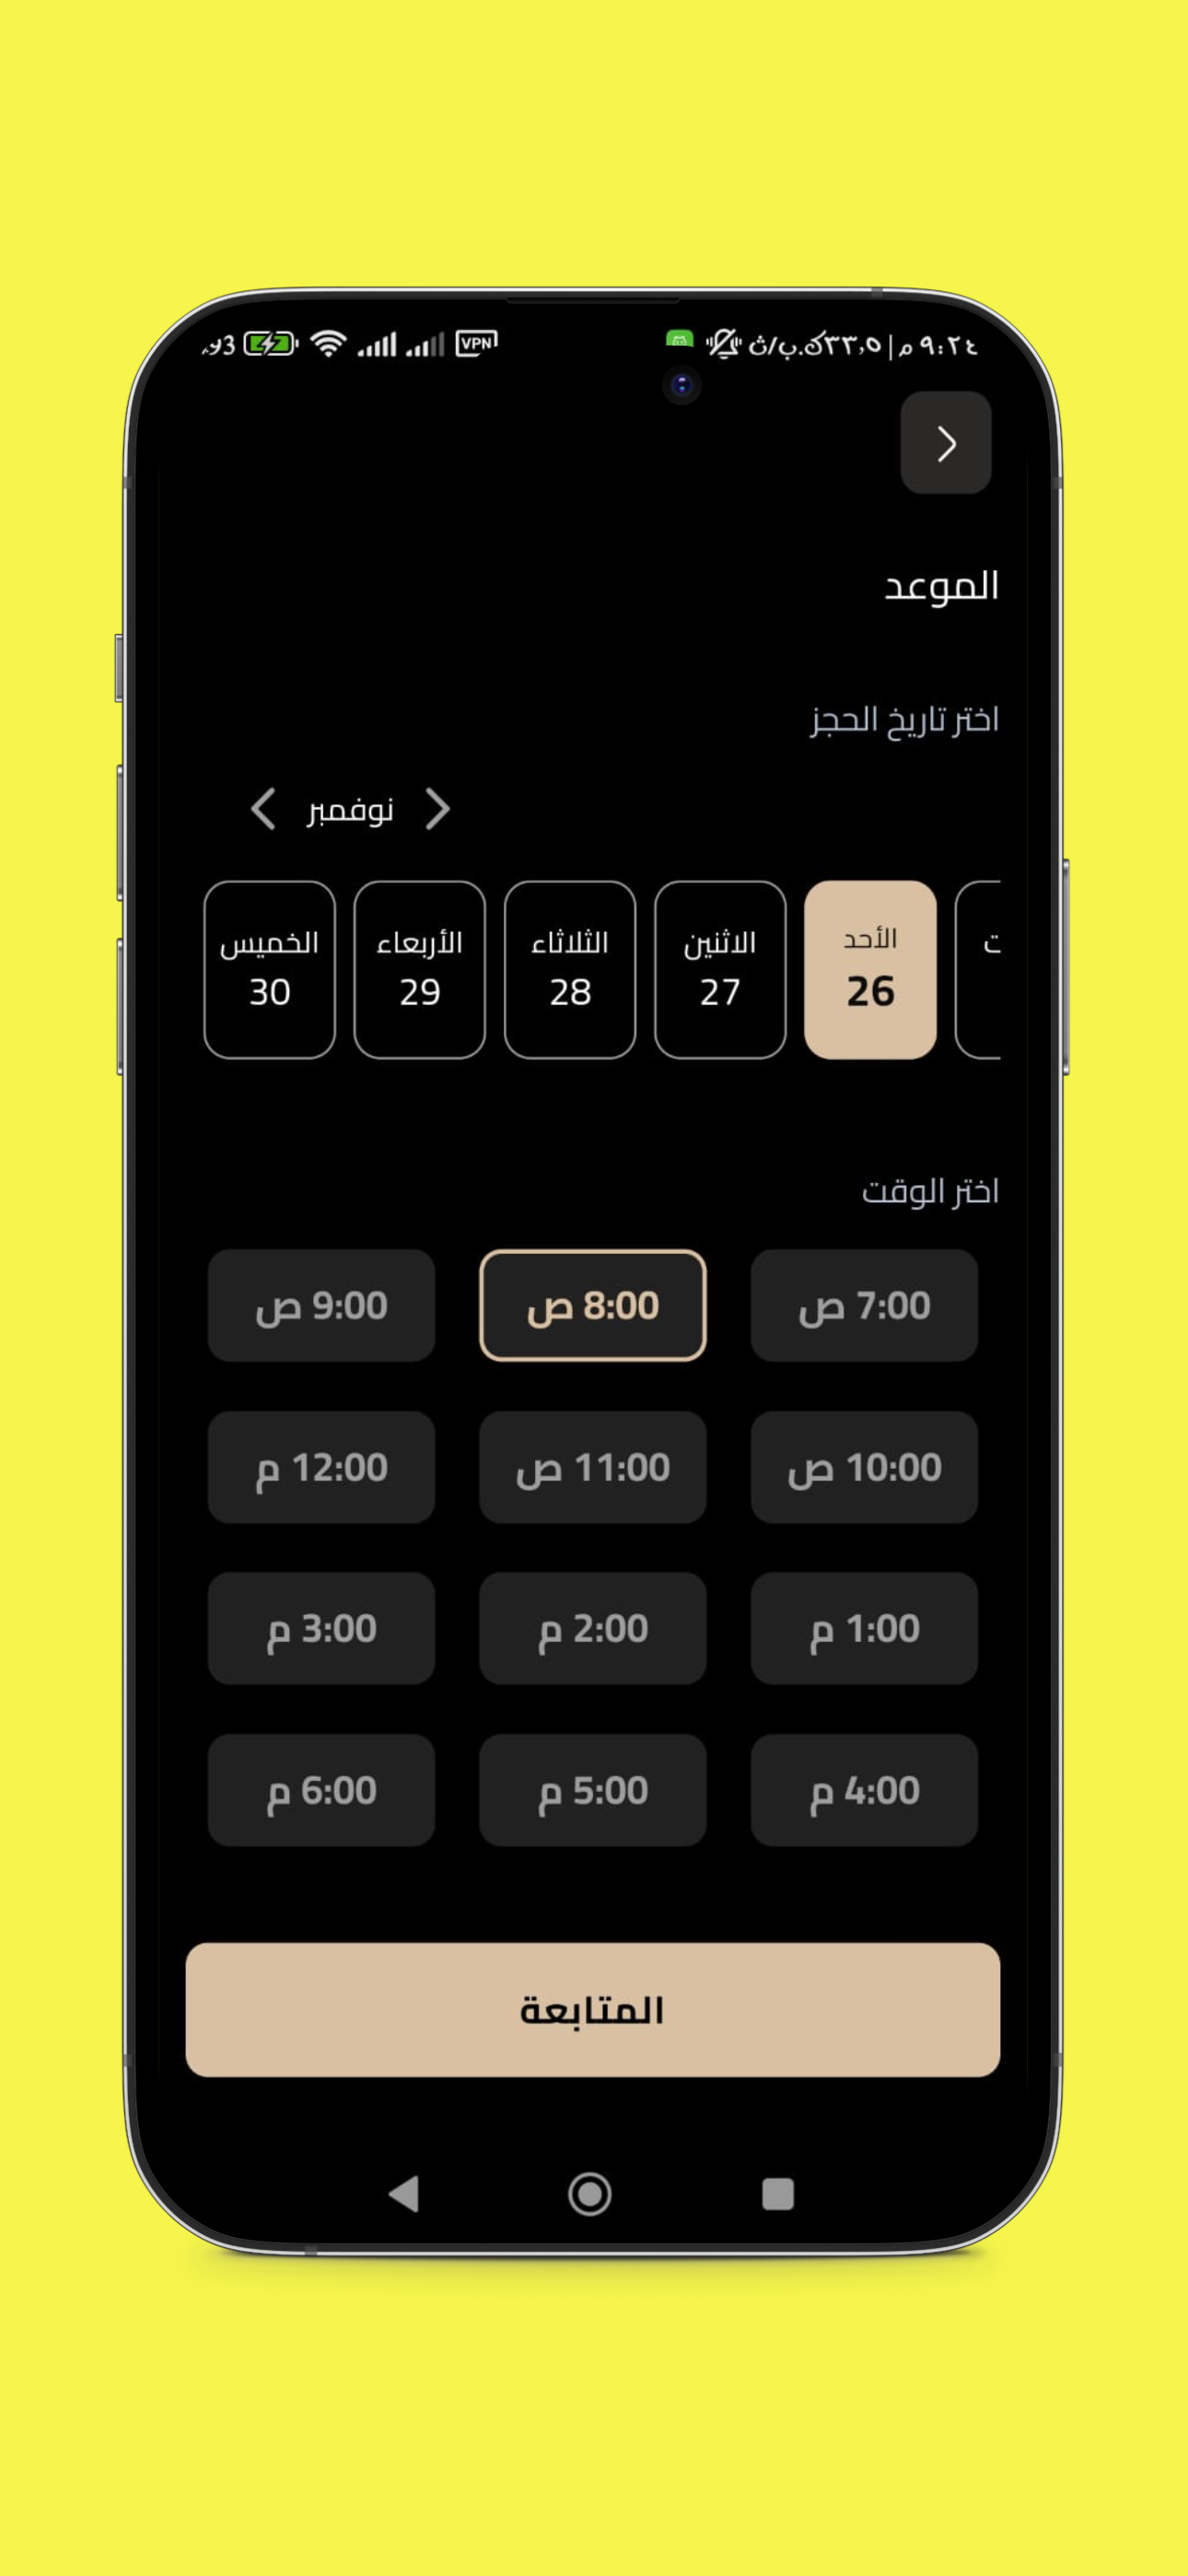 ٩:٢٤ م | ٣٣,٥ك.ب/ث
VPN
الموعد
اختر تاريخ الحجز
نوفمبر
الأحد 26
الاثنين 27
الثلاثاء 28
الأربعاء 29
الخميس 30
اختر الوقت
7:00 ص
8:00 ص
9:00 ص
10:00 ص
11:00 ص
12:00 م
1:00 م
2:00 م
3:00 م
4:00 م
5:00 م
6:00 م
المتابعة